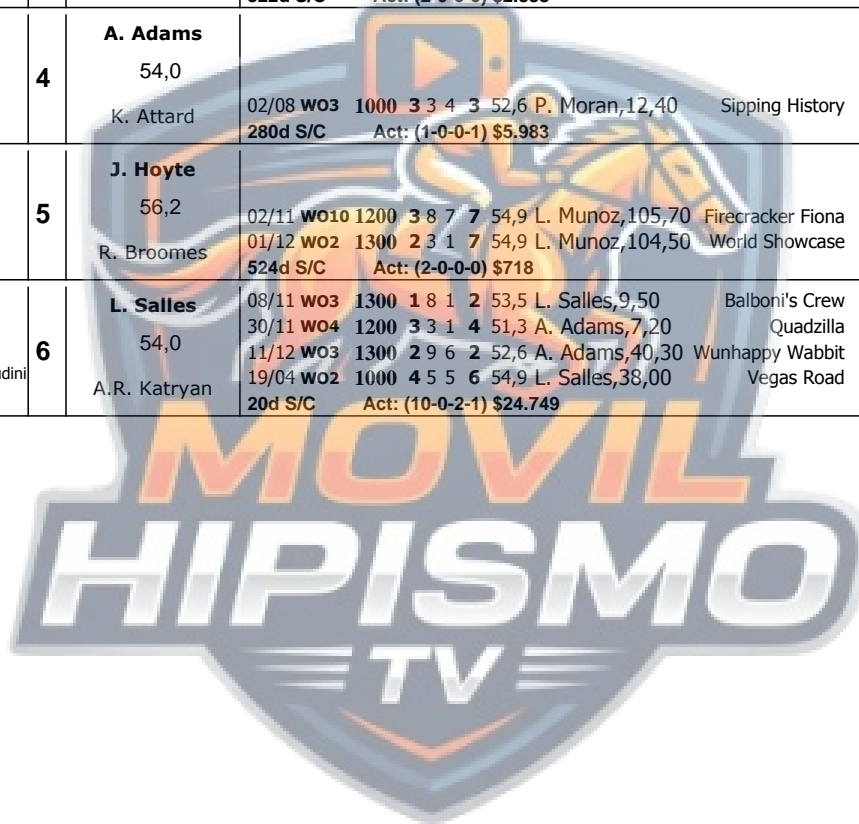 A. Adams
4
54,0
K. Attard
02/08 WO3 1000 3 3 4 3 52,6 P. Moran,12,40 Sipping History
280d S/C Act: (1-0-0-1) $5.983
J. Hoyte
5
56,2
R. Broomes
02/11 WO10 1200 3 8 7 7 54,9 L. Munoz,105,70 Firecracker Fiona
01/12 WO2 1300 2 3 1 7 54,9 L. Munoz,104,50 World Showcase
524d S/C Act: (2-0-0-0) $718
L. Salles
6
54,0
A.R. Katryan
08/11 WO3 1300 1 8 1 2 53,5 L. Salles,9,50 Balboni's Crew
30/11 WO4 1200 3 3 1 4 51,3 A. Adams,7,20 Quadzilla
11/12 WO3 1300 2 9 6 2 52,6 A. Adams,40,30 Wunhappy Wabbit
19/04 WO2 1000 4 5 5 6 54,9 L. Salles,38,00 Vegas Road
20d S/C Act: (10-0-2-1) $24.749
MOVIL
HIPISMO
TV